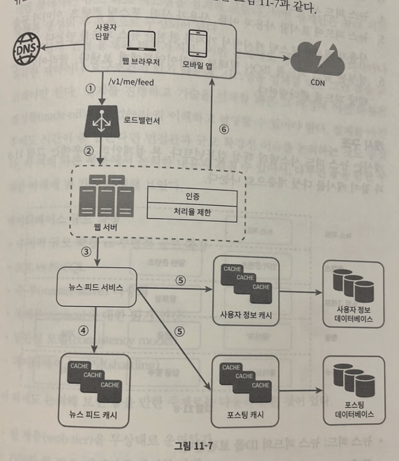 그림 11-7과 같다.
사용자
단말
DNS
웹 브라우저
모바일 앱
CDN
①
/v1/me/feed
로드밸런서
⑥
②
인증
처리율 제한
웹 서버
③
뉴스 피드 서비스
⑤
CACHE
CACHE
CACHE
사용자 정보 캐시
사용자 정보
데이터베이스
④
⑤
CACHE
CACHE
CACHE
뉴스 피드 캐시
CACHE
CACHE
CACHE
포스팅 캐시
포스팅
데이터베이스
그림 11-7